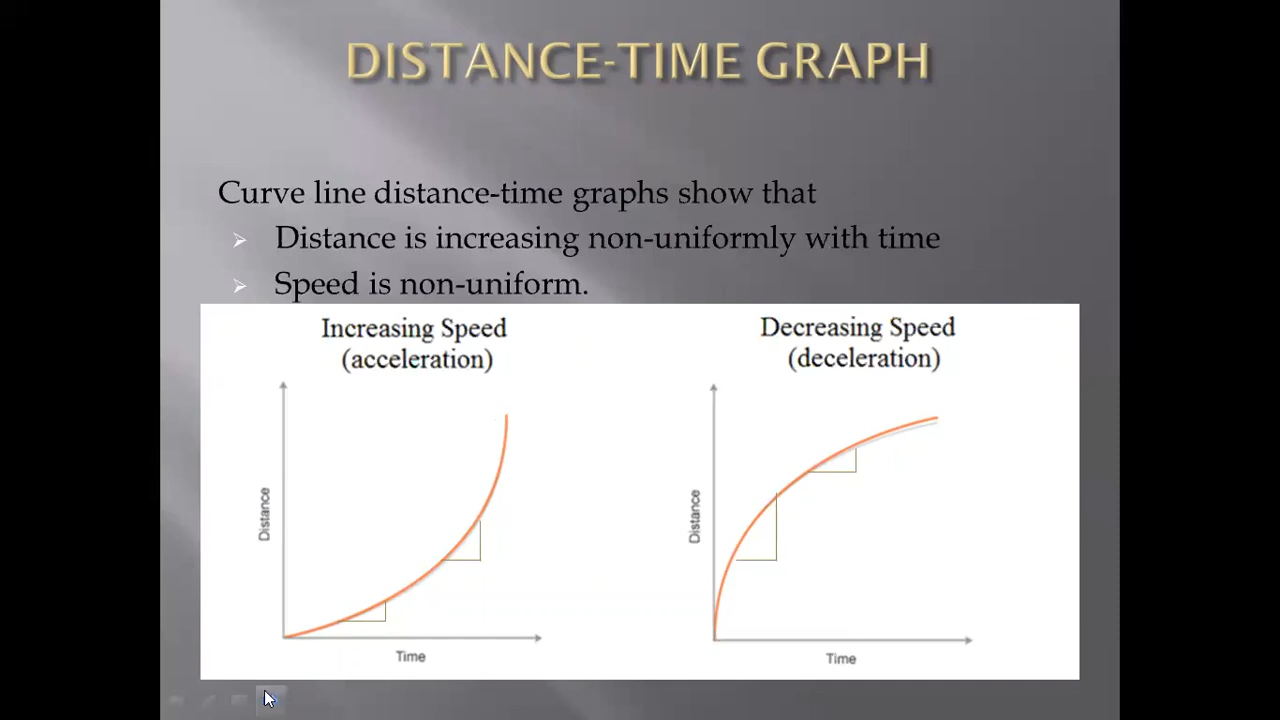 DISTANCE-TIME GRAPH
Curve line distance-time graphs show that
Distance is increasing non-uniformly with time
Speed is non-uniform.
Increasing Speed
(acceleration)
Distance
Time
Decreasing Speed
(deceleration)
Distance
Time